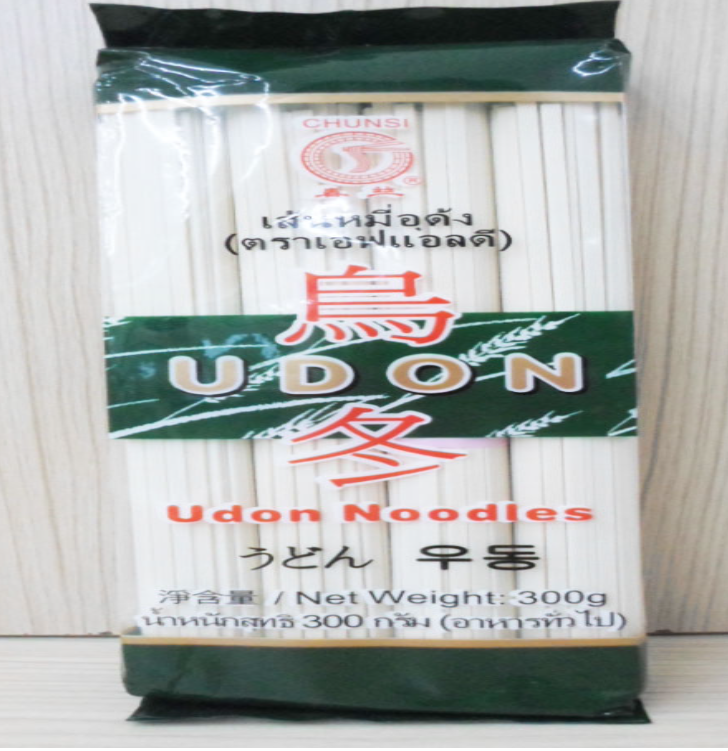 CHUNSI
®
เส้นหมี่อุด้ง
(ตราเอฟแอลดี)
烏
UDON
冬
Udon Noodles
うどん 우동
淨含量 / Net Weight: 300g
น้ำหนักสุทธิ 300 กรัม (อาหารทั่วไป)